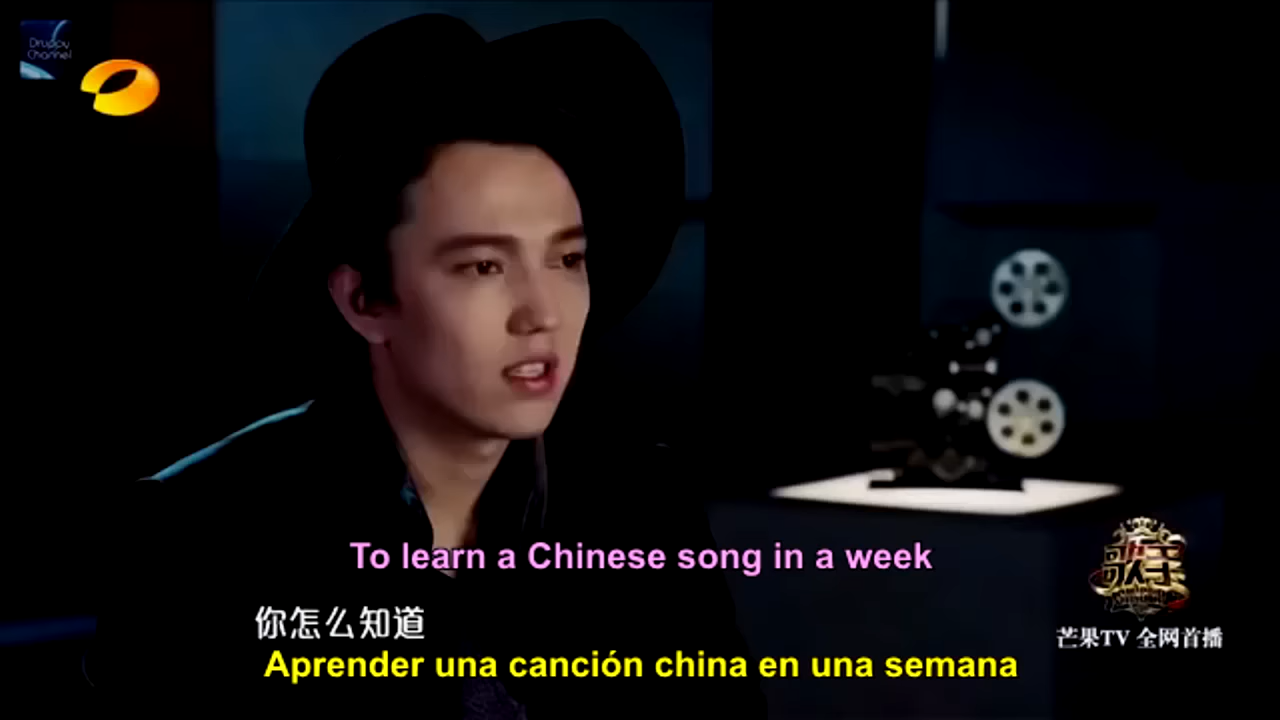 Druppy
Channel
To learn a Chinese song in a week
你怎么知道
Aprender una canción china en una semana
歌手
芒果TV 全网首播